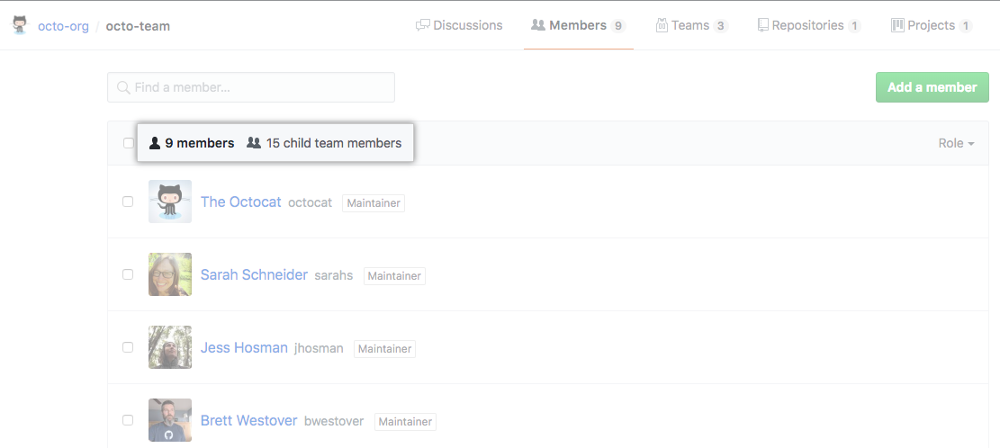 octo-org / octo-team Discussions Members 9 Teams 3 Repositories 1 Projects 1
Find a member... Add a member
9 members 15 child team members Role
The Octocat octocat Maintainer
Sarah Schneider sarahs Maintainer
Jess Hosman jhosman Maintainer
Brett Westover bwestover Maintainer